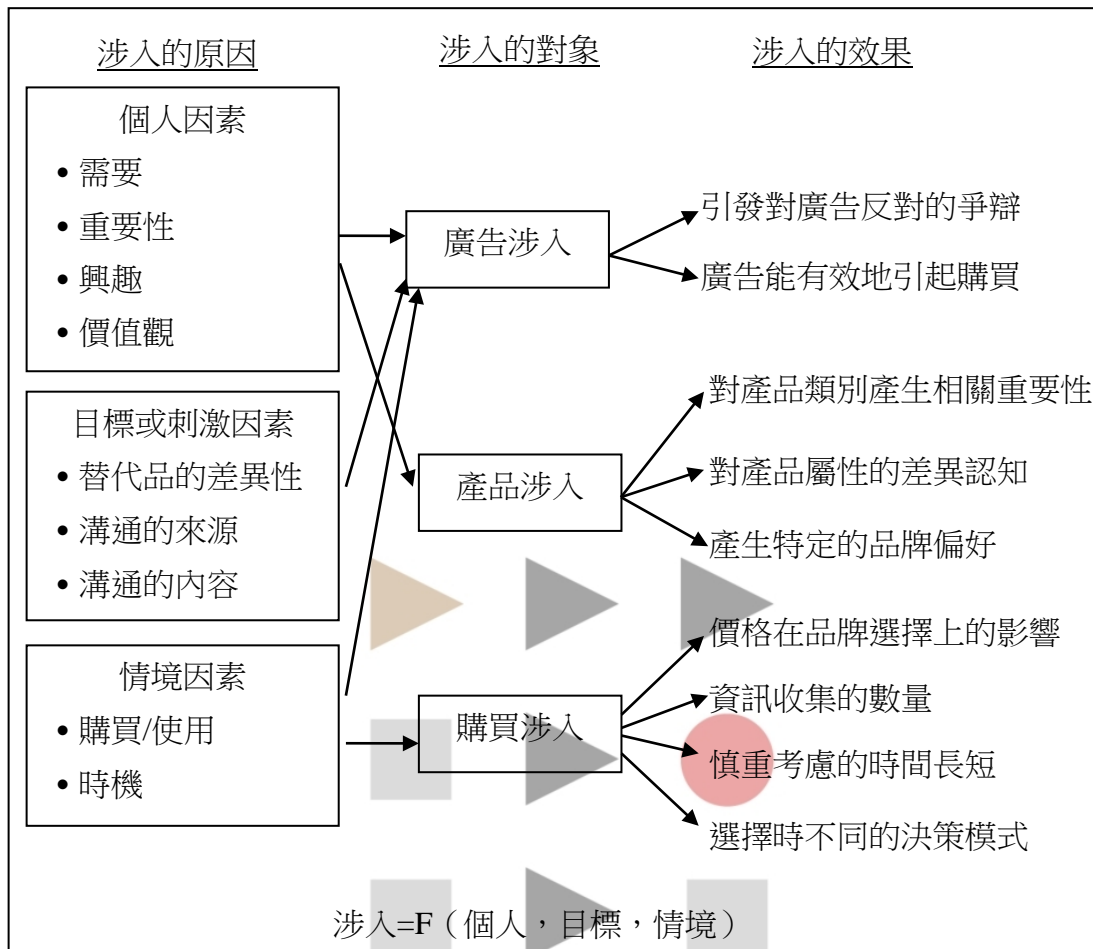 涉入的原因
涉入的對象
涉入的效果
個人因素
• 需要
• 重要性
• 興趣
• 價值觀
目標或刺激因素
• 替代品的差異性
• 溝通的來源
• 溝通的內容
情境因素
• 購買/使用
• 時機
廣告涉入
產品涉入
購買涉入
引發對廣告反對的爭辯
廣告能有效地引起購買
對產品類別產生相關重要性
對產品屬性的差異認知
產生特定的品牌偏好
價格在品牌選擇上的影響
資訊收集的數量
慎重考慮的時間長短
選擇時不同的決策模式
涉入=F（個人，目標，情境）